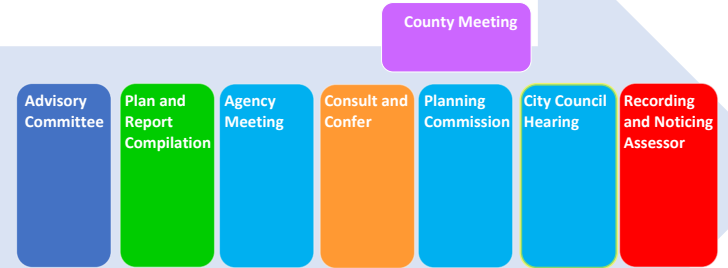 County Meeting
Advisory
Committee
Plan and
Report
Compilation
Agency
Meeting
Consult and
Confer
Planning
Commission
City Council
Hearing
Recording
and Noticing
Assessor